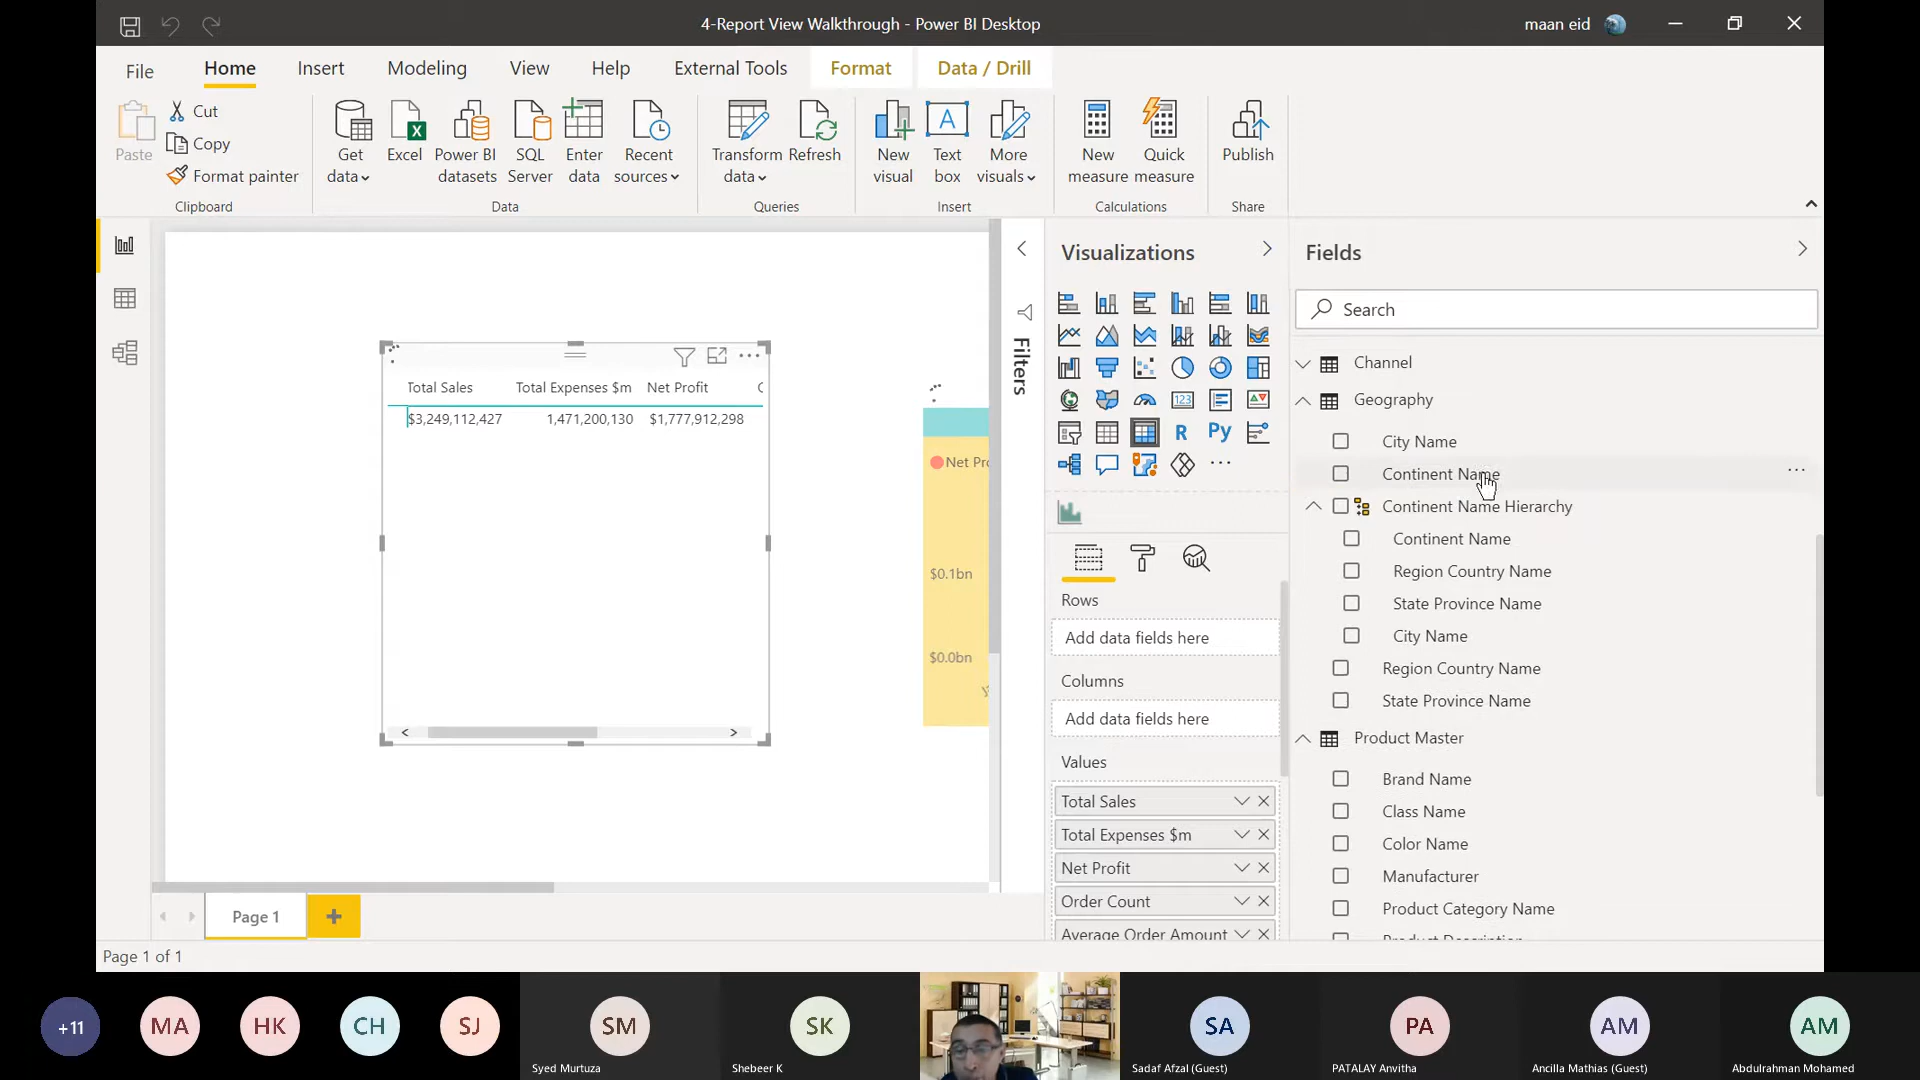 4-Report View Walkthrough - Power BI Desktop
maan eid
File
Home
Insert
Modeling
View
Help
External Tools
Format
Data / Drill
Paste
Cut
Copy
Format painter
Clipboard
Get data
Excel
Power BI datasets
SQL Server
Enter data
Recent sources
Data
Transform data
Refresh
Queries
New visual
Text box
More visuals
Insert
New measure
Quick measure
Calculations
Publish
Share
Total Sales Total Expenses $m Net Profit
$3,249,112,427 1,471,200,130 $1,777,912,298
Net Pro
$0.1bn
$0.0bn
Filters
Visualizations
123
R
Py
Rows
Add data fields here
Columns
Add data fields here
Values
Total Sales
Total Expenses $m
Net Profit
Order Count
Average Order Amount
Fields
Search
Channel
Geography
City Name
Continent Name
Continent Name Hierarchy
Continent Name
Region Country Name
State Province Name
City Name
Region Country Name
State Province Name
Product Master
Brand Name
Class Name
Color Name
Manufacturer
Product Category Name
Product Description
Page 1
Page 1 of 1
+11
MA
HK
CH
SJ
SM
Syed Murtuza
SK
Shebeer K
SA
Sadaf Afzal (Guest)
PA
PATALAY Anvitha
AM
Ancilla Mathias (Guest)
AM
Abdulrahman Mohamed